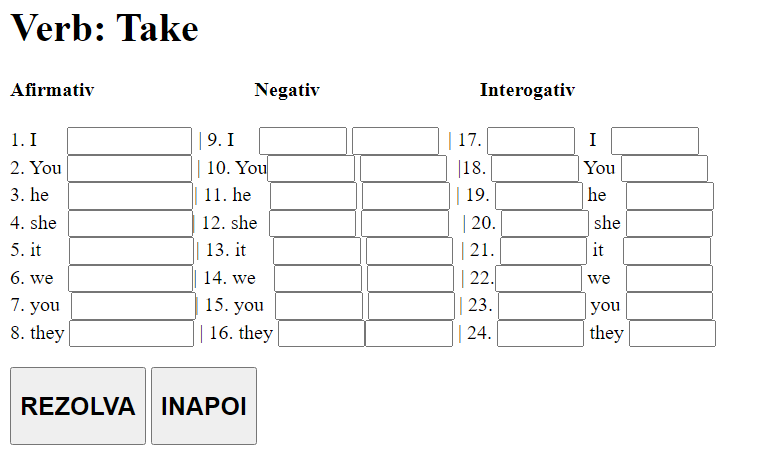 Verb: Take
Afirmativ Negativ Interogativ
1. I | 9. I | 17. I
2. You | 10. You |18. You
3. he | 11. he | 19. he
4. she | 12. she | 20. she
5. it | 13. it | 21. it
6. we | 14. we | 22. we
7. you | 15. you | 23. you
8. they | 16. they | 24. they
REZOLVA INAPOI